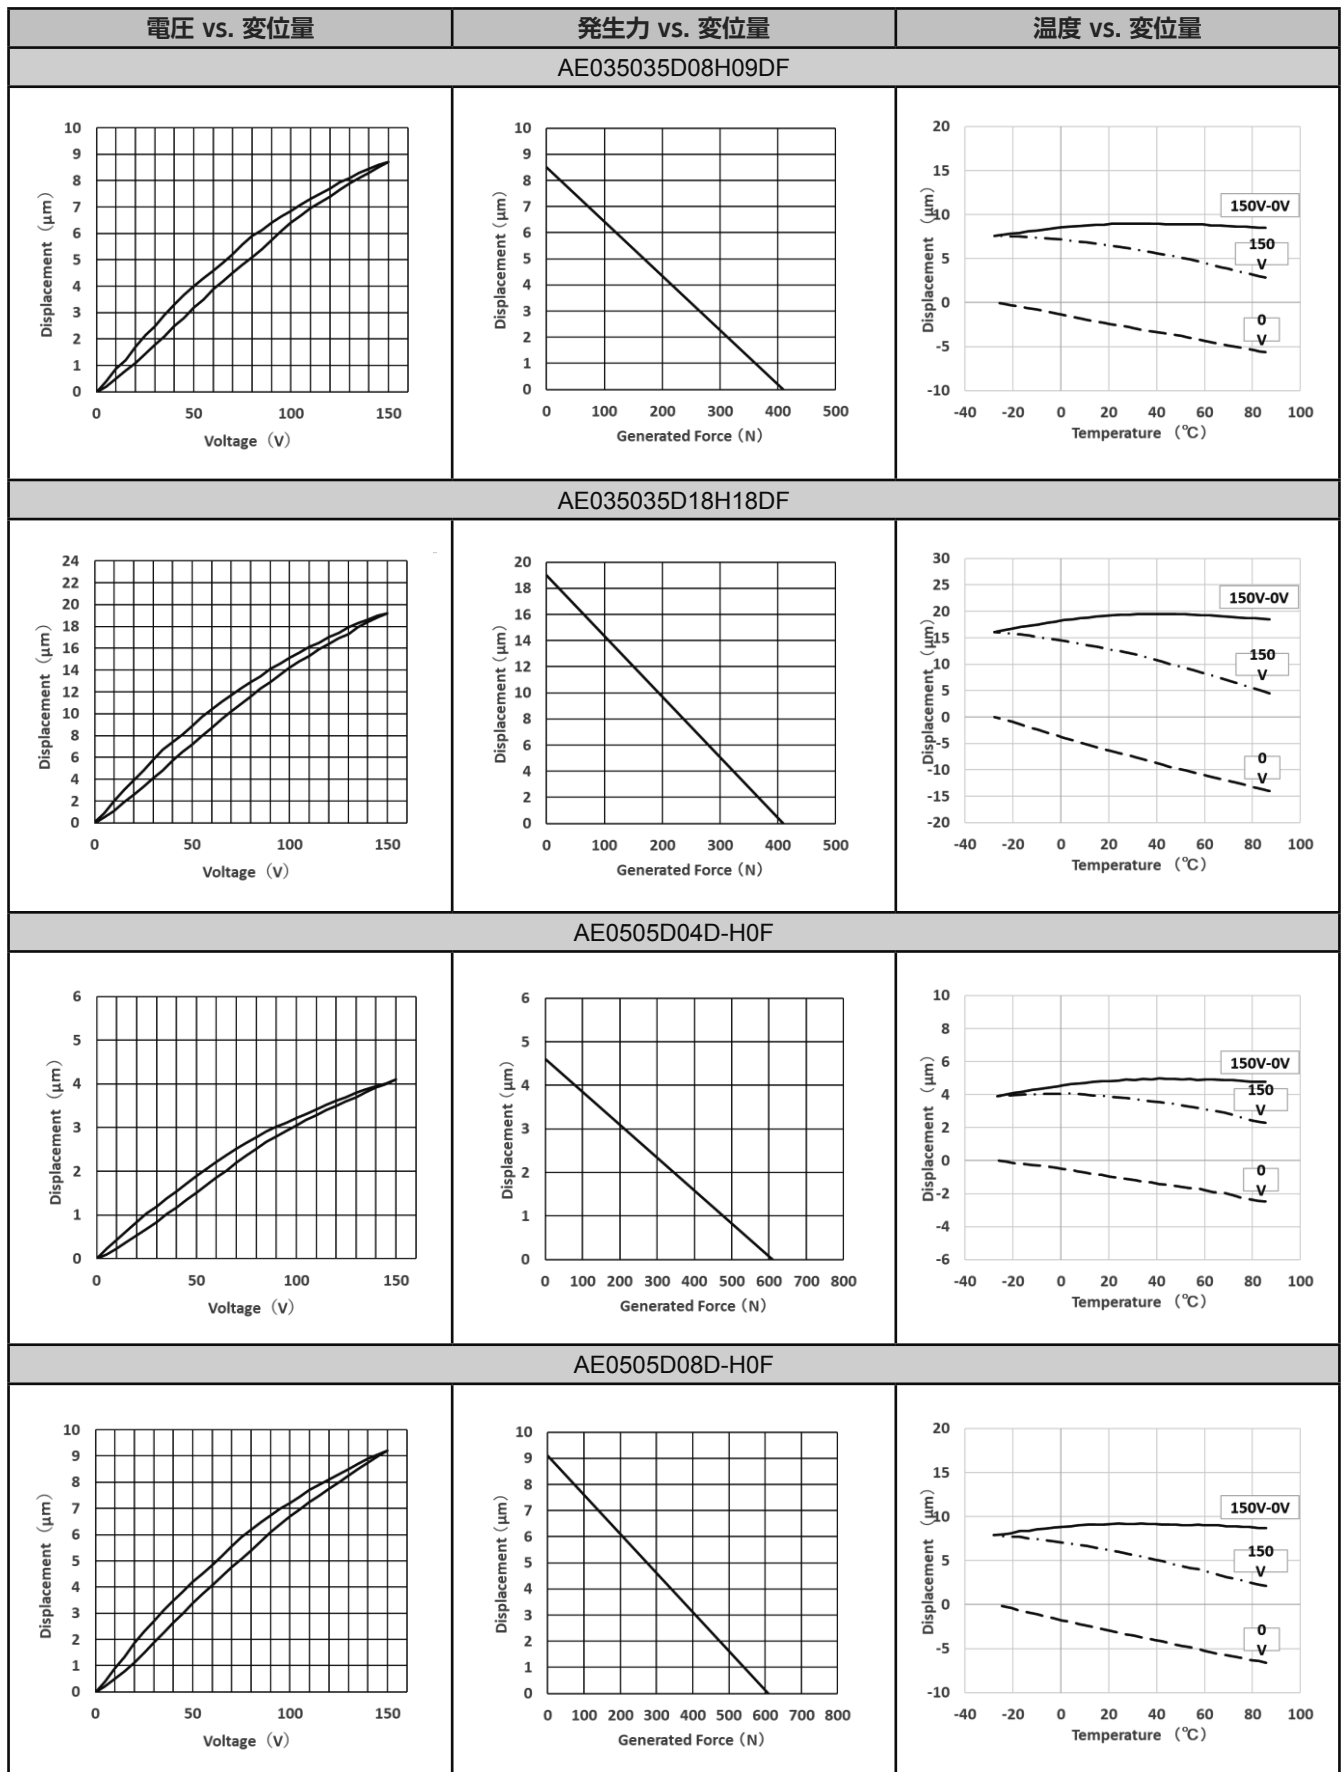 電圧 vs. 変位量 発生力 vs. 変位量 温度 vs. 変位量
AE035035D08H09DF
10
9
8
7
6
5
4
3
2
1
0
0 50 100 150
Displacement (μm)
Voltage (V)
10
9
8
7
6
5
4
3
2
1
0
0 100 200 300 400 500
Displacement (μm)
Generated Force (N)
20
15
10
5
0
-5
-10
-40 -20 0 20 40 60 80 100
Displacement (μm)
Temperature (℃)
150V-0V
150
V
0
V
AE035035D18H18DF
24
22
20
18
16
14
12
10
8
6
4
2
0
0 50 100 150
Displacement (μm)
Voltage (V)
20
18
16
14
12
10
8
6
4
2
0
0 100 200 300 400 500
Displacement (μm)
Generated Force (N)
30
25
20
15
10
5
0
-5
-10
-15
-20
-40 -20 0 20 40 60 80 100
Displacement (μm)
Temperature (℃)
150V-0V
150
V
0
V
AE0505D04D-H0F
6
5
4
3
2
1
0
0 50 100 150
Displacement (μm)
Voltage (V)
6
5
4
3
2
1
0
0 100 200 300 400 500 600 700 800
Displacement (μm)
Generated Force (N)
10
8
6
4
2
0
-2
-4
-6
-40 -20 0 20 40 60 80 100
Displacement (μm)
Temperature (℃)
150V-0V
150
V
0
V
AE0505D08D-H0F
10
9
8
7
6
5
4
3
2
1
0
0 50 100 150
Displacement (μm)
Voltage (V)
10
9
8
7
6
5
4
3
2
1
0
0 100 200 300 400 500 600 700 800
Displacement (μm)
Generated Force (N)
20
15
10
5
0
-5
-10
-40 -20 0 20 40 60 80 100
Displacement (μm)
Temperature (℃)
150V-0V
150
V
0
V